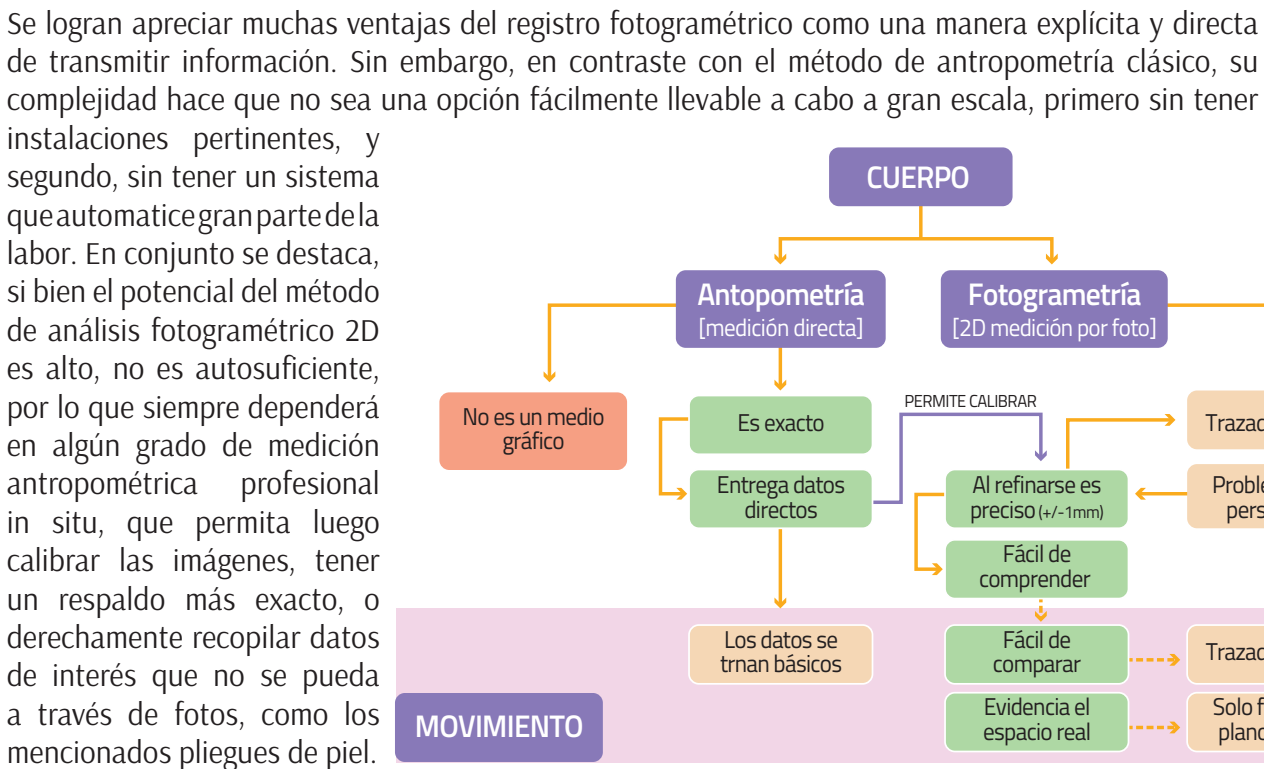 Se logran apreciar muchas ventajas del registro fotogramétrico como una manera explícita y directa
de transmitir información. Sin embargo, en contraste con el método de antropometría clásico, su
complejidad hace que no sea una opción fácilmente llevable a cabo a gran escala, primero sin tener
instalaciones pertinentes, y
segundo, sin tener un sistema
que automatice gran parte de la
labor. En conjunto se destaca,
si bien el potencial del método
de análisis fotogramétrico 2D
es alto, no es autosuficiente,
por lo que siempre dependerá
en algún grado de medición
antropométrica profesional
in situ, que permita luego
calibrar las imágenes, tener
un respaldo más exacto, o
derechamente recopilar datos
de interés que no se pueda
a través de fotos, como los
mencionados pliegues de piel.
CUERPO
Antopometría
[medición directa]
Fotogrametría
[2D medición por foto]
No es un medio
gráfico
Es exacto
PERMITE CALIBRAR
Entrega datos
directos
Al refinarse es
preciso (+/-1mm)
Fácil de
comprender
Los datos se
trnan básicos
Fácil de
comparar
Evidencia el
espacio real
MOVIMIENTO
Solo